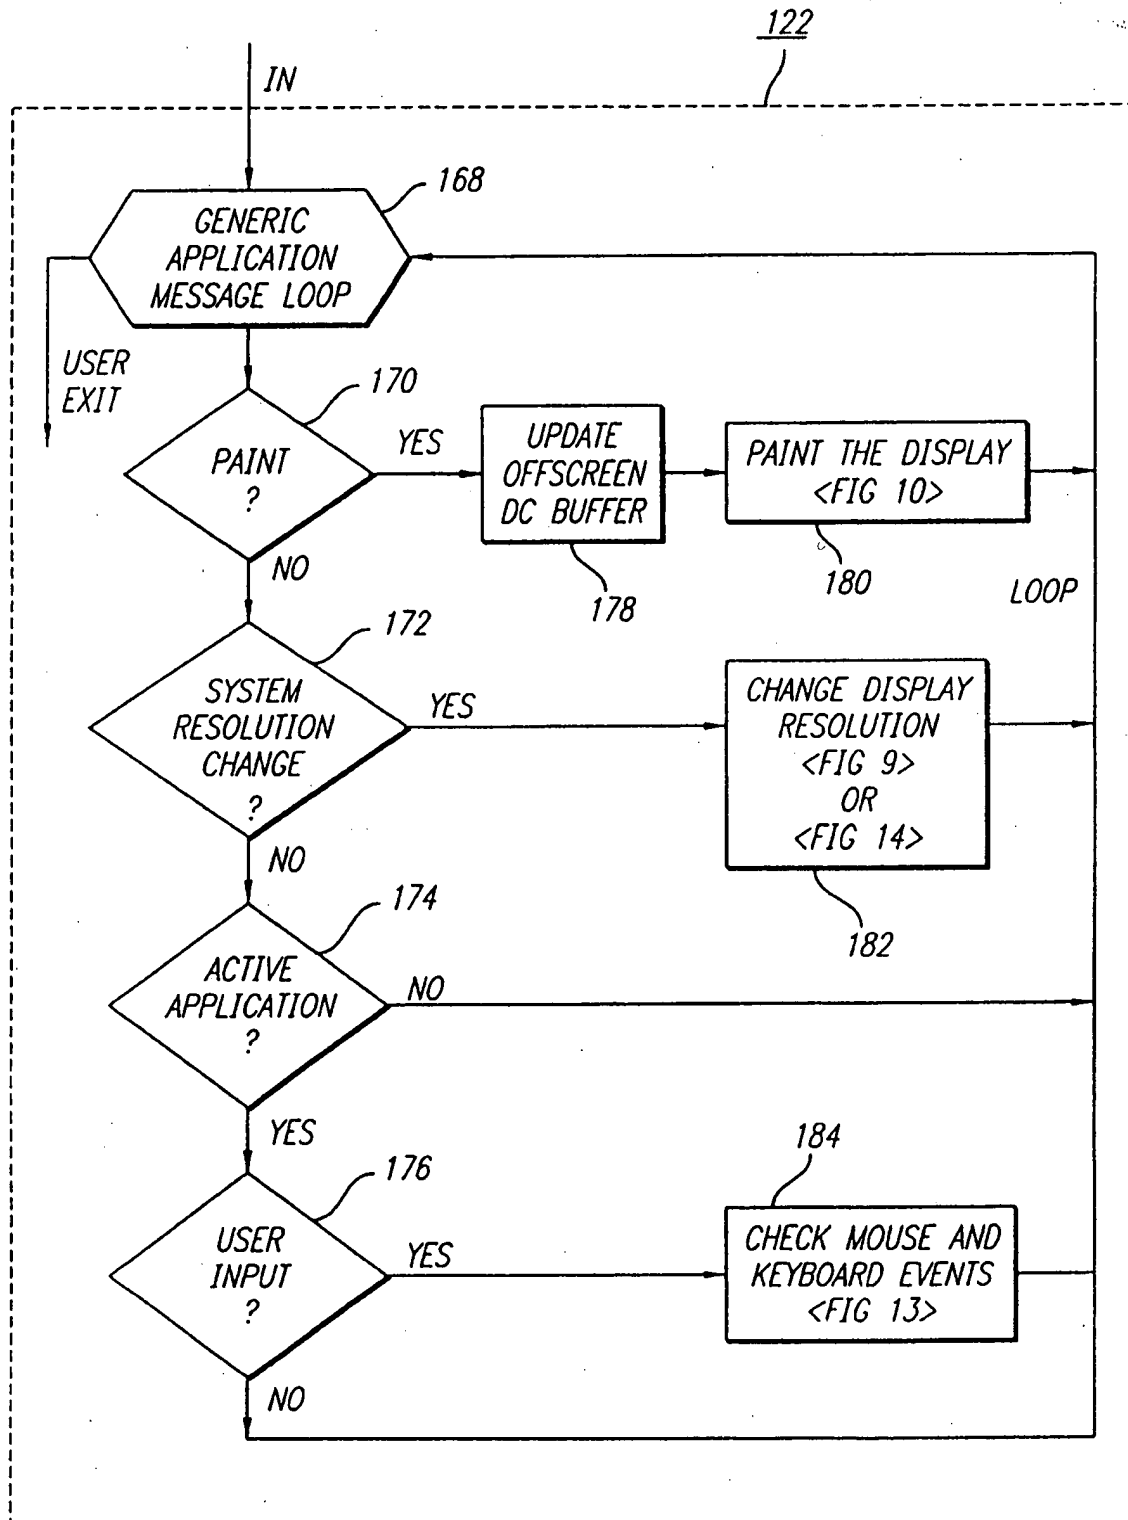 122
IN
168
GENERIC
APPLICATION
MESSAGE LOOP
USER
EXIT
170
PAINT
?
YES
UPDATE
OFFSCREEN
DC BUFFER
178
PAINT THE DISPLAY
<FIG 10>
180
LOOP
NO
172
SYSTEM
RESOLUTION
CHANGE
?
YES
CHANGE DISPLAY
RESOLUTION
<FIG 9>
OR
<FIG 14>
182
NO
174
ACTIVE
APPLICATION
?
NO
YES
176
USER
INPUT
?
YES
184
CHECK MOUSE AND
KEYBOARD EVENTS
<FIG 13>
NO